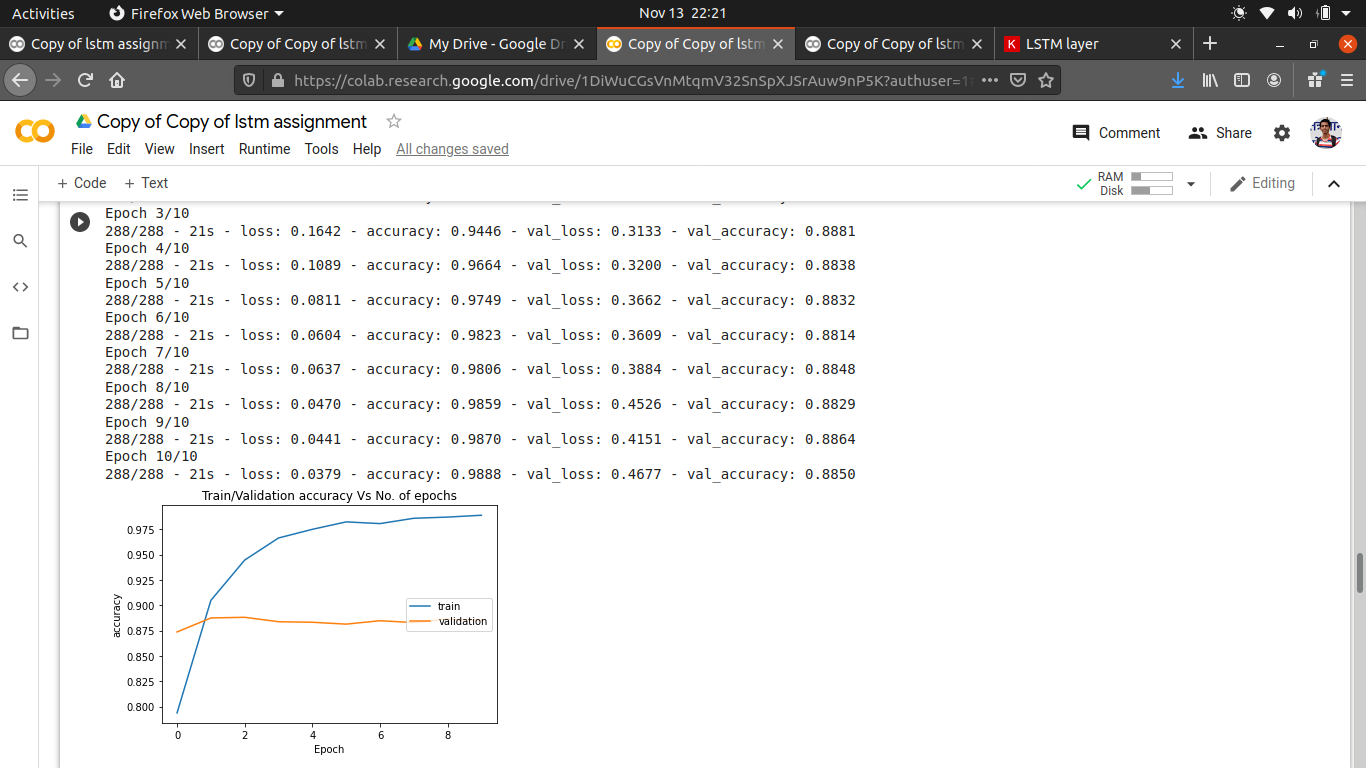 Activities Firefox Web Browser Nov 13 22:21
Copy of lstm assignm Copy of Copy of lstm My Drive - Google Dr Copy of Copy of lstm Copy of Copy of lstm K LSTM layer
https://colab.research.google.com/drive/1DiWuCGsVnMtqmV32SnSpXJSrAuw9nP5K?authuser=1
Copy of Copy of lstm assignment
Comment Share
File Edit View Insert Runtime Tools Help All changes saved
+ Code + Text RAM Disk Editing
Epoch 3/10
288/288 - 21s - loss: 0.1642 - accuracy: 0.9446 - val_loss: 0.3133 - val_accuracy: 0.8881
Epoch 4/10
288/288 - 21s - loss: 0.1089 - accuracy: 0.9664 - val_loss: 0.3200 - val_accuracy: 0.8838
Epoch 5/10
288/288 - 21s - loss: 0.0811 - accuracy: 0.9749 - val_loss: 0.3662 - val_accuracy: 0.8832
Epoch 6/10
288/288 - 21s - loss: 0.0604 - accuracy: 0.9823 - val_loss: 0.3609 - val_accuracy: 0.8814
Epoch 7/10
288/288 - 21s - loss: 0.0637 - accuracy: 0.9806 - val_loss: 0.3884 - val_accuracy: 0.8848
Epoch 8/10
288/288 - 21s - loss: 0.0470 - accuracy: 0.9859 - val_loss: 0.4526 - val_accuracy: 0.8829
Epoch 9/10
288/288 - 21s - loss: 0.0441 - accuracy: 0.9870 - val_loss: 0.4151 - val_accuracy: 0.8864
Epoch 10/10
288/288 - 21s - loss: 0.0379 - accuracy: 0.9888 - val_loss: 0.4677 - val_accuracy: 0.8850
Train/Validation accuracy Vs No. of epochs
0.975
0.950
0.925
0.900
0.875
0.850
0.825
0.800
accuracy
train
validation
0 2 4 6 8
Epoch